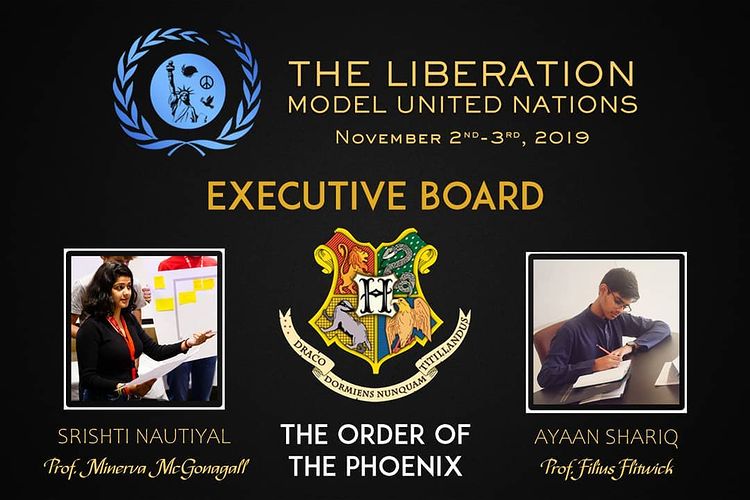 THE LIBERATION
MODEL UNITED NATIONS
NOVEMBER 2ND-3RD, 2019
EXECUTIVE BOARD
H
DRACO DORMIENS NUNQUAM TITILLANDUS
SRISHTI NAUTIYAL
Prof. Minerva McGonagall
THE ORDER OF
THE PHOENIX
AYAAN SHARIQ
Prof. Filius Flitwick